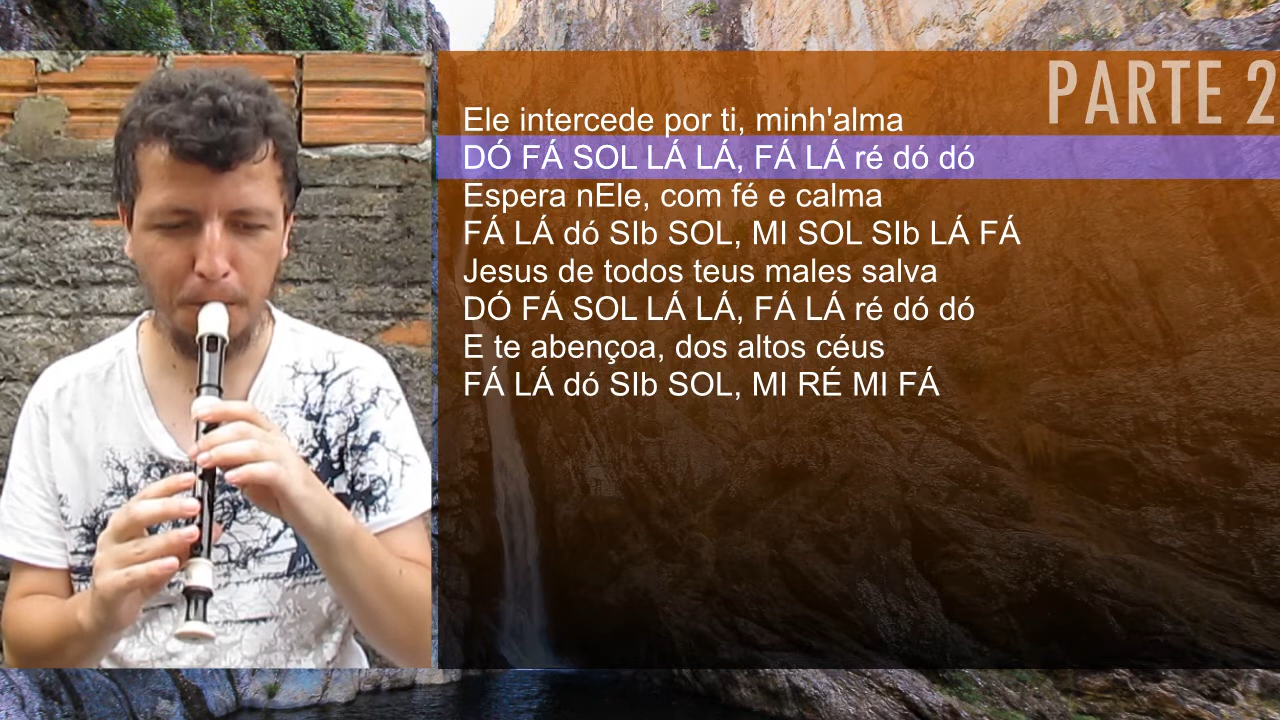 PARTE 2
Ele intercede por ti, minh'alma
DÓ FÁ SOL LÁ LÁ, FÁ LÁ ré dó dó
Espera nEle, com fé e calma
FÁ LÁ dó SIb SOL, MI SOL SIb LÁ FÁ
Jesus de todos teus males salva
DÓ FÁ SOL LÁ LÁ, FÁ LÁ ré dó dó
E te abençoa, dos altos céus
FÁ LÁ dó SIb SOL, MI RÉ MI FÁ